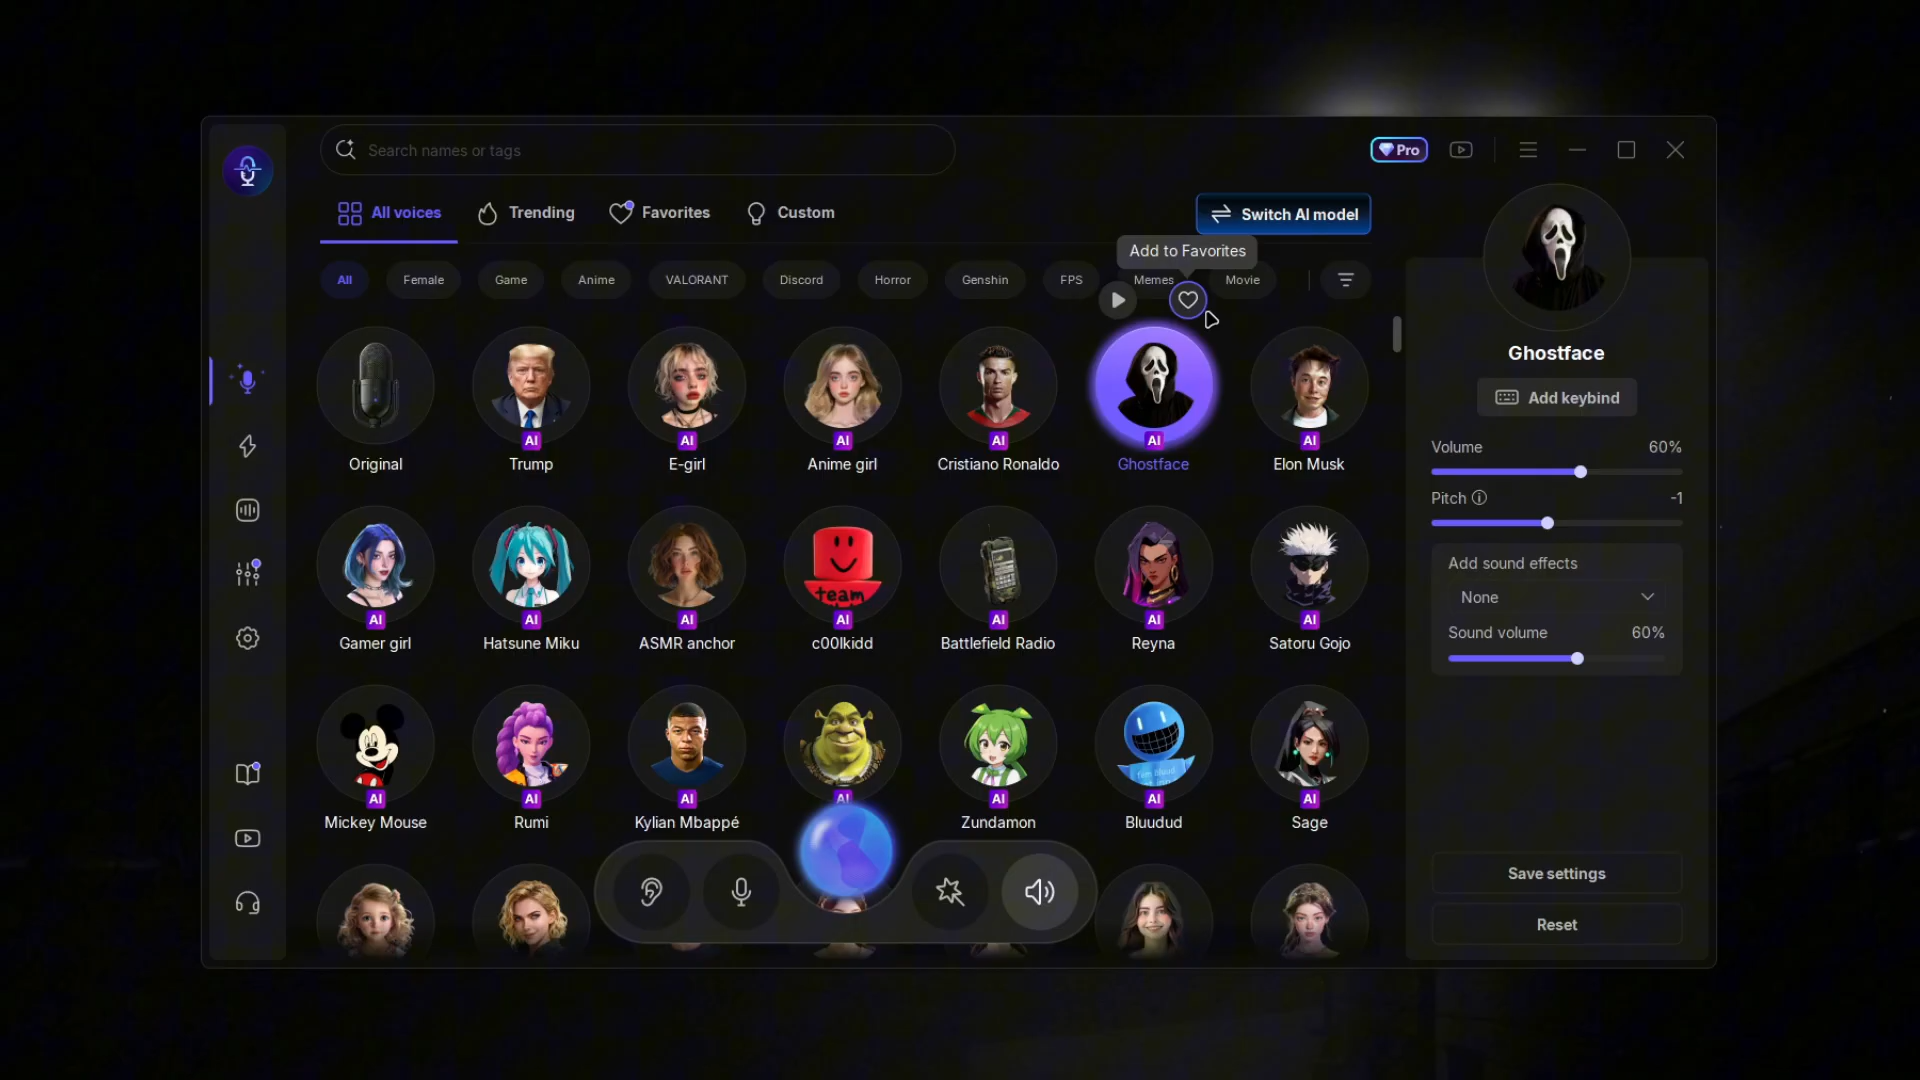 Search names or tags
Pro
All voices
Trending
Favorites
Custom
Switch AI model
Add to Favorites
All
Female
Game
Anime
VALORANT
Discord
Horror
Genshin
FPS
Memes
Movie
AI
AI
AI
AI
AI
AI
Original
Trump
E-girl
Anime girl
Cristiano Ronaldo
Ghostface
Elon Musk
team
AI
AI
AI
AI
AI
AI
AI
Gamer girl
Hatsune Miku
ASMR anchor
c00lkidd
Battlefield Radio
Reyna
Satoru Gojo
AI
AI
AI
AI
AI
AI
AI
Mickey Mouse
Rumi
Kylian Mbappé
Zundamon
Bluudud
Sage
Ghostface
Add keybind
Volume 60%
Pitch -1
Add sound effects
None
Sound volume 60%
Save settings
Reset